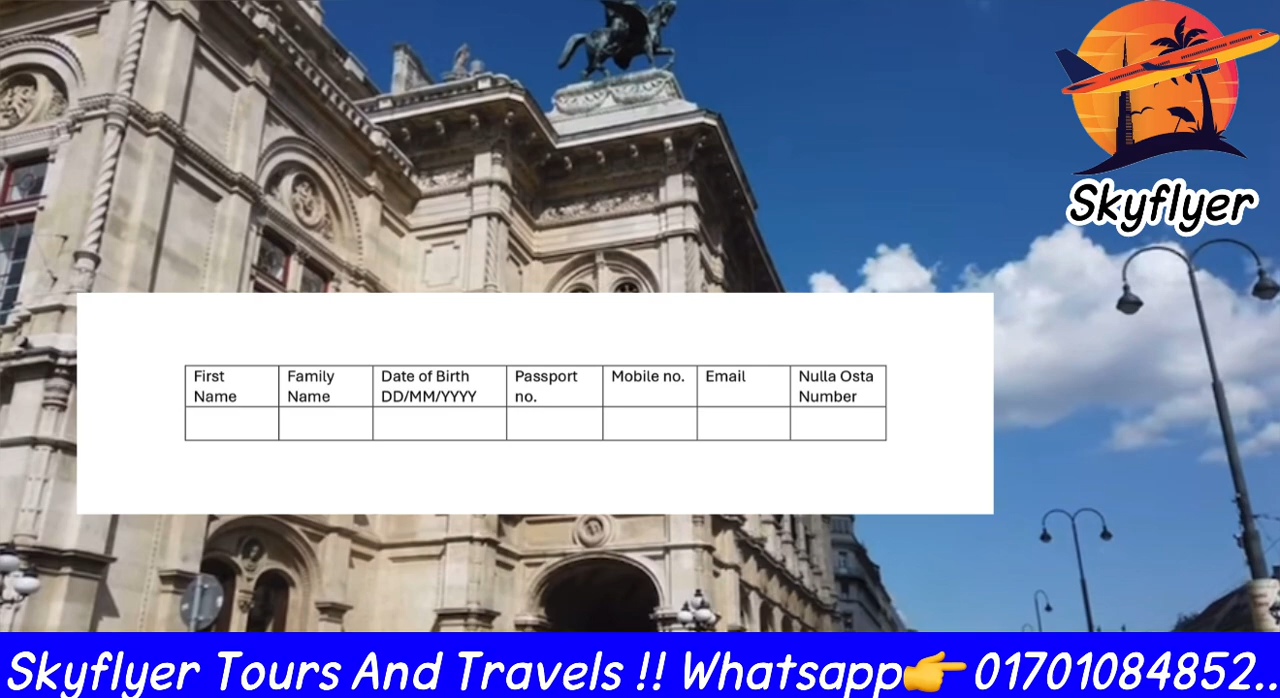 Skyflyer
First Name
Family Name
Date of Birth DD/MM/YYYY
Passport no.
Mobile no.
Email
Nulla Osta Number
Skyflyer Tours And Travels !! Whatsapp👉 01701084852..